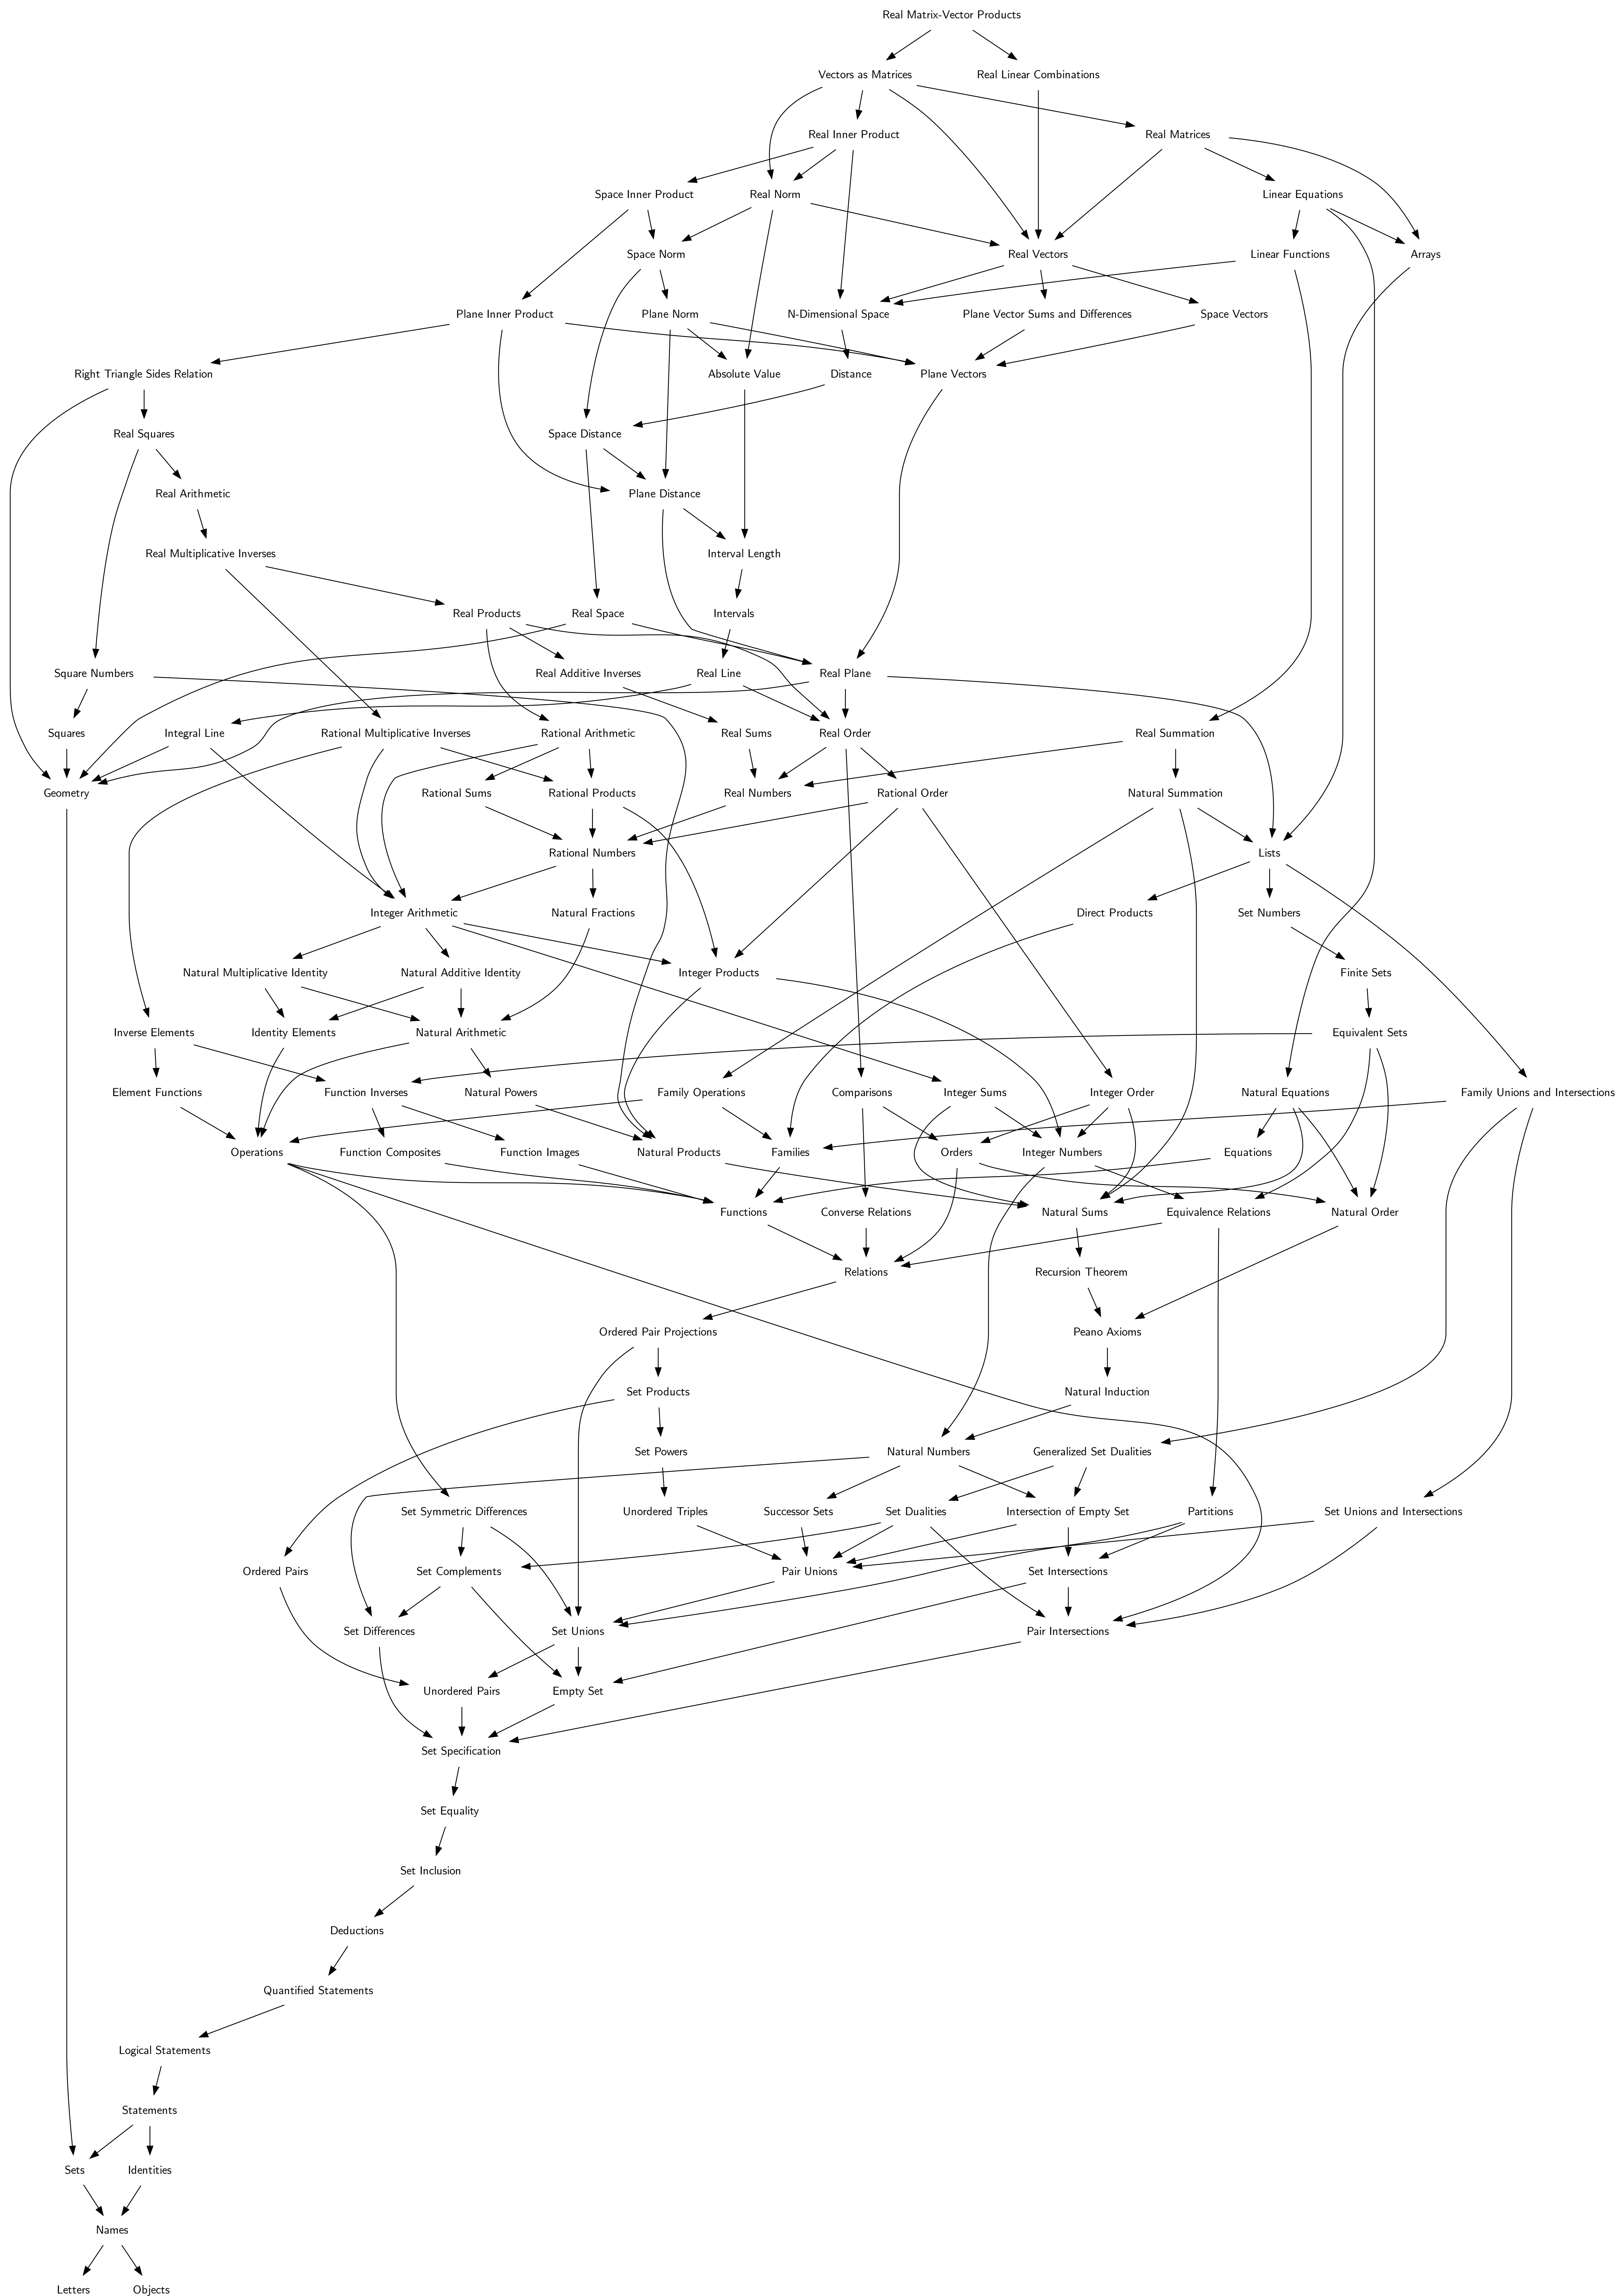 Real Matrix-Vector Products
Vectors as Matrices
Real Linear Combinations
Real Inner Product
Real Matrices
Space Inner Product
Real Norm
Linear Equations
Space Norm
Real Vectors
Linear Functions
Arrays
Plane Inner Product
Plane Norm
N-Dimensional Space
Plane Vector Sums and Differences
Space Vectors
Right Triangle Sides Relation
Absolute Value
Distance
Plane Vectors
Real Squares
Space Distance
Real Arithmetic
Plane Distance
Real Multiplicative Inverses
Interval Length
Real Products
Real Space
Intervals
Square Numbers
Real Additive Inverses
Real Line
Real Plane
Squares
Integral Line
Rational Multiplicative Inverses
Rational Arithmetic
Real Sums
Real Order
Real Summation
Geometry
Rational Sums
Rational Products
Real Numbers
Rational Order
Natural Summation
Rational Numbers
Lists
Integer Arithmetic
Natural Fractions
Direct Products
Set Numbers
Natural Multiplicative Identity
Natural Additive Identity
Integer Products
Finite Sets
Inverse Elements
Identity Elements
Natural Arithmetic
Equivalent Sets
Element Functions
Function Inverses
Natural Powers
Family Operations
Comparisons
Integer Sums
Integer Order
Natural Equations
Family Unions and Intersections
Operations
Function Composites
Function Images
Natural Products
Families
Orders
Integer Numbers
Equations
Functions
Converse Relations
Natural Sums
Equivalence Relations
Natural Order
Relations
Recursion Theorem
Ordered Pair Projections
Peano Axioms
Set Products
Natural Induction
Set Powers
Natural Numbers
Generalized Set Dualities
Set Symmetric Differences
Unordered Triples
Successor Sets
Set Dualities
Intersection of Empty Set
Partitions
Set Unions and Intersections
Ordered Pairs
Set Complements
Pair Unions
Set Intersections
Set Differences
Set Unions
Pair Intersections
Unordered Pairs
Empty Set
Set Specification
Set Equality
Set Inclusion
Deductions
Quantified Statements
Logical Statements
Statements
Sets
Identities
Names
Letters
Objects